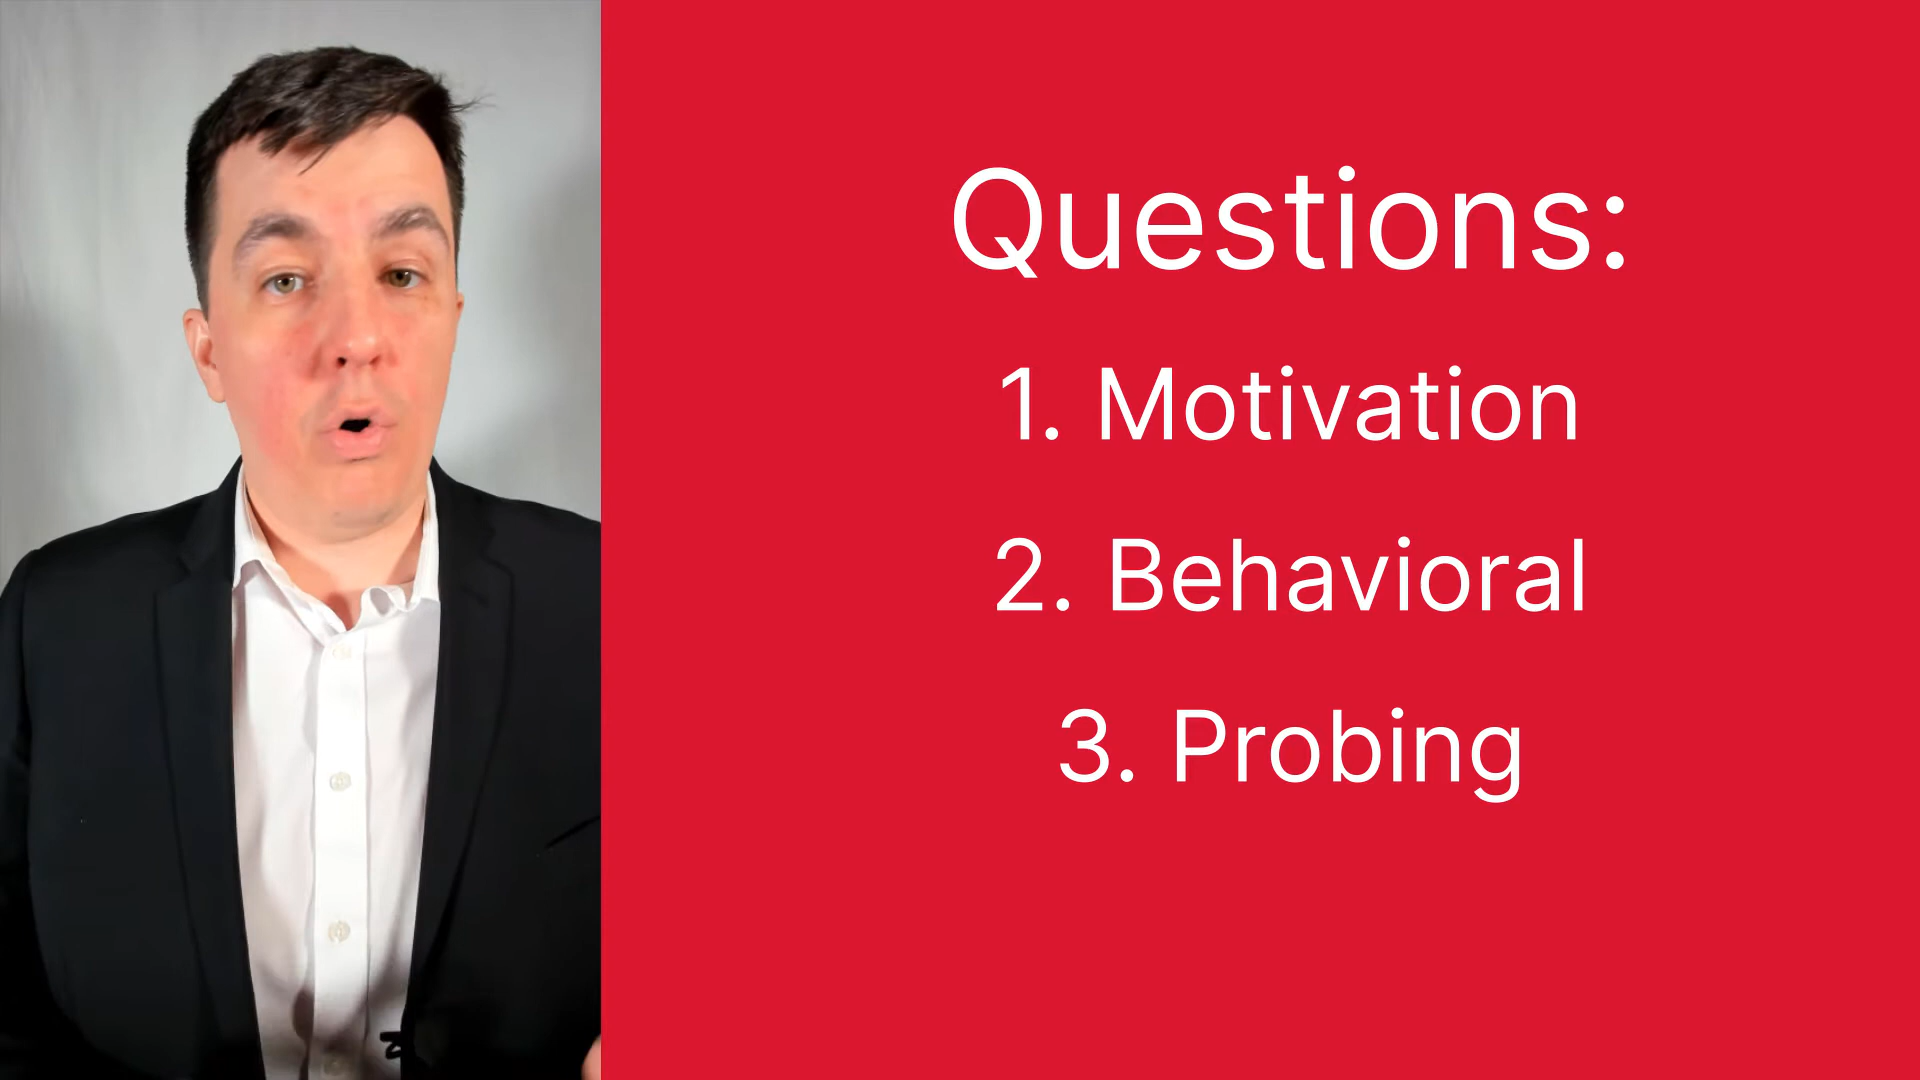 Questions:
1. Motivation
2. Behavioral
3. Probing